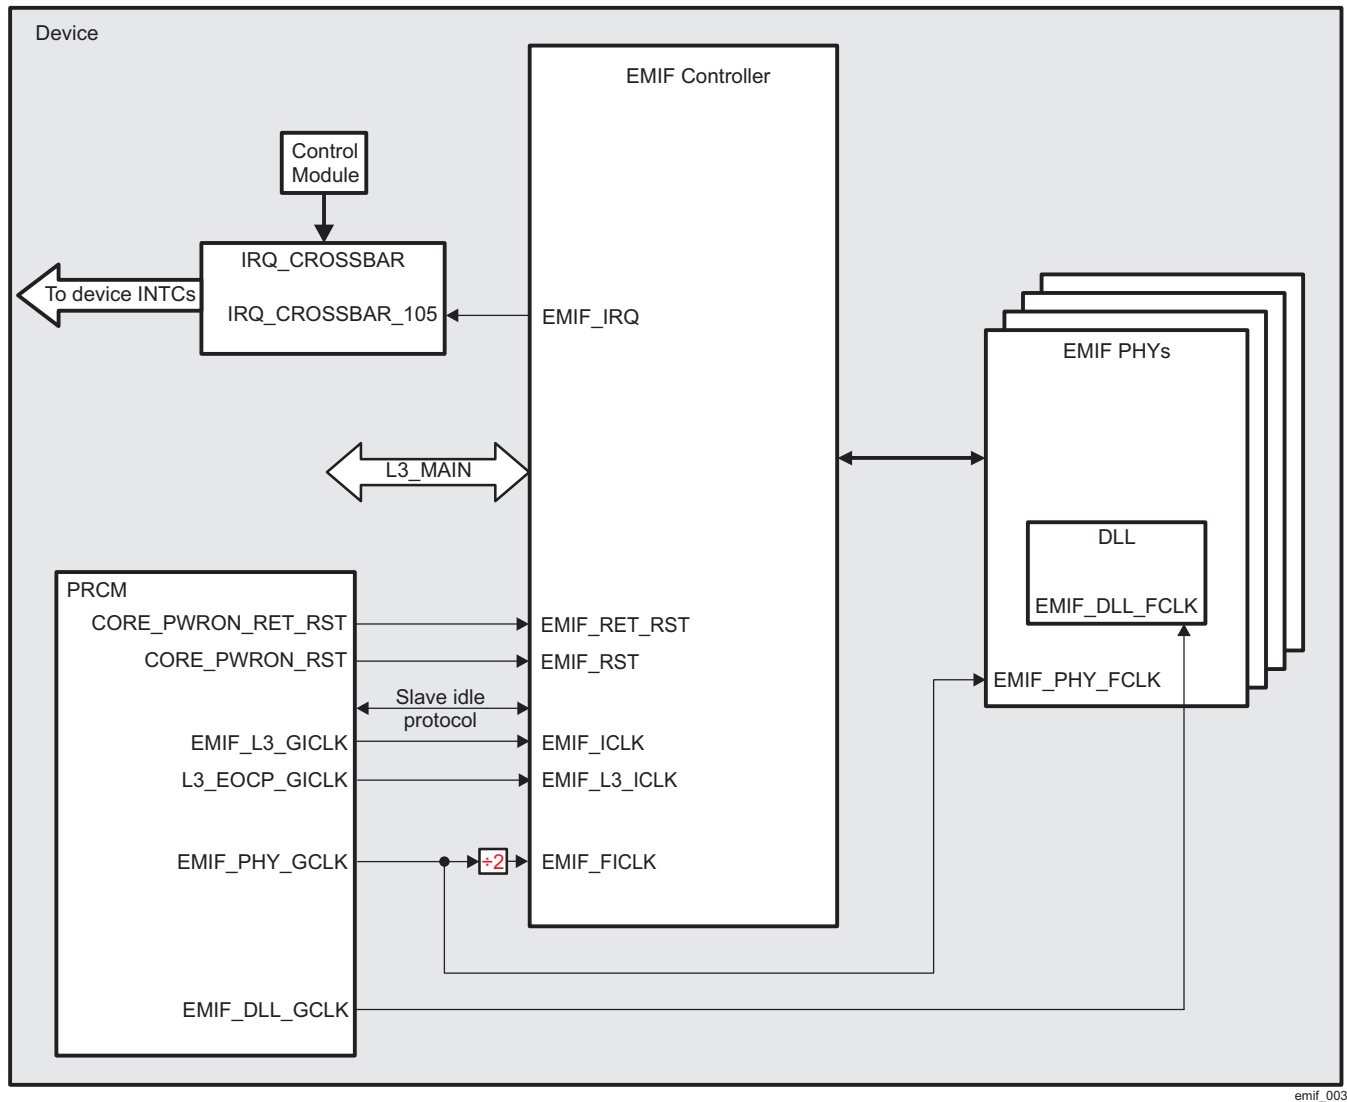 Device
EMIF Controller
Control
Module
IRQ_CROSSBAR
To device INTCs
IRQ_CROSSBAR_105
EMIF_IRQ
EMIF PHYs
L3_MAIN
DLL
EMIF_DLL_FCLK
EMIF_PHY_FCLK
PRCM
CORE_PWRON_RET_RST
EMIF_RET_RST
CORE_PWRON_RST
EMIF_RST
Slave idle
protocol
EMIF_L3_GICLK
EMIF_ICLK
L3_EOCP_GICLK
EMIF_L3_ICLK
EMIF_PHY_GCLK
÷2
EMIF_FICLK
EMIF_DLL_GCLK
emif_003